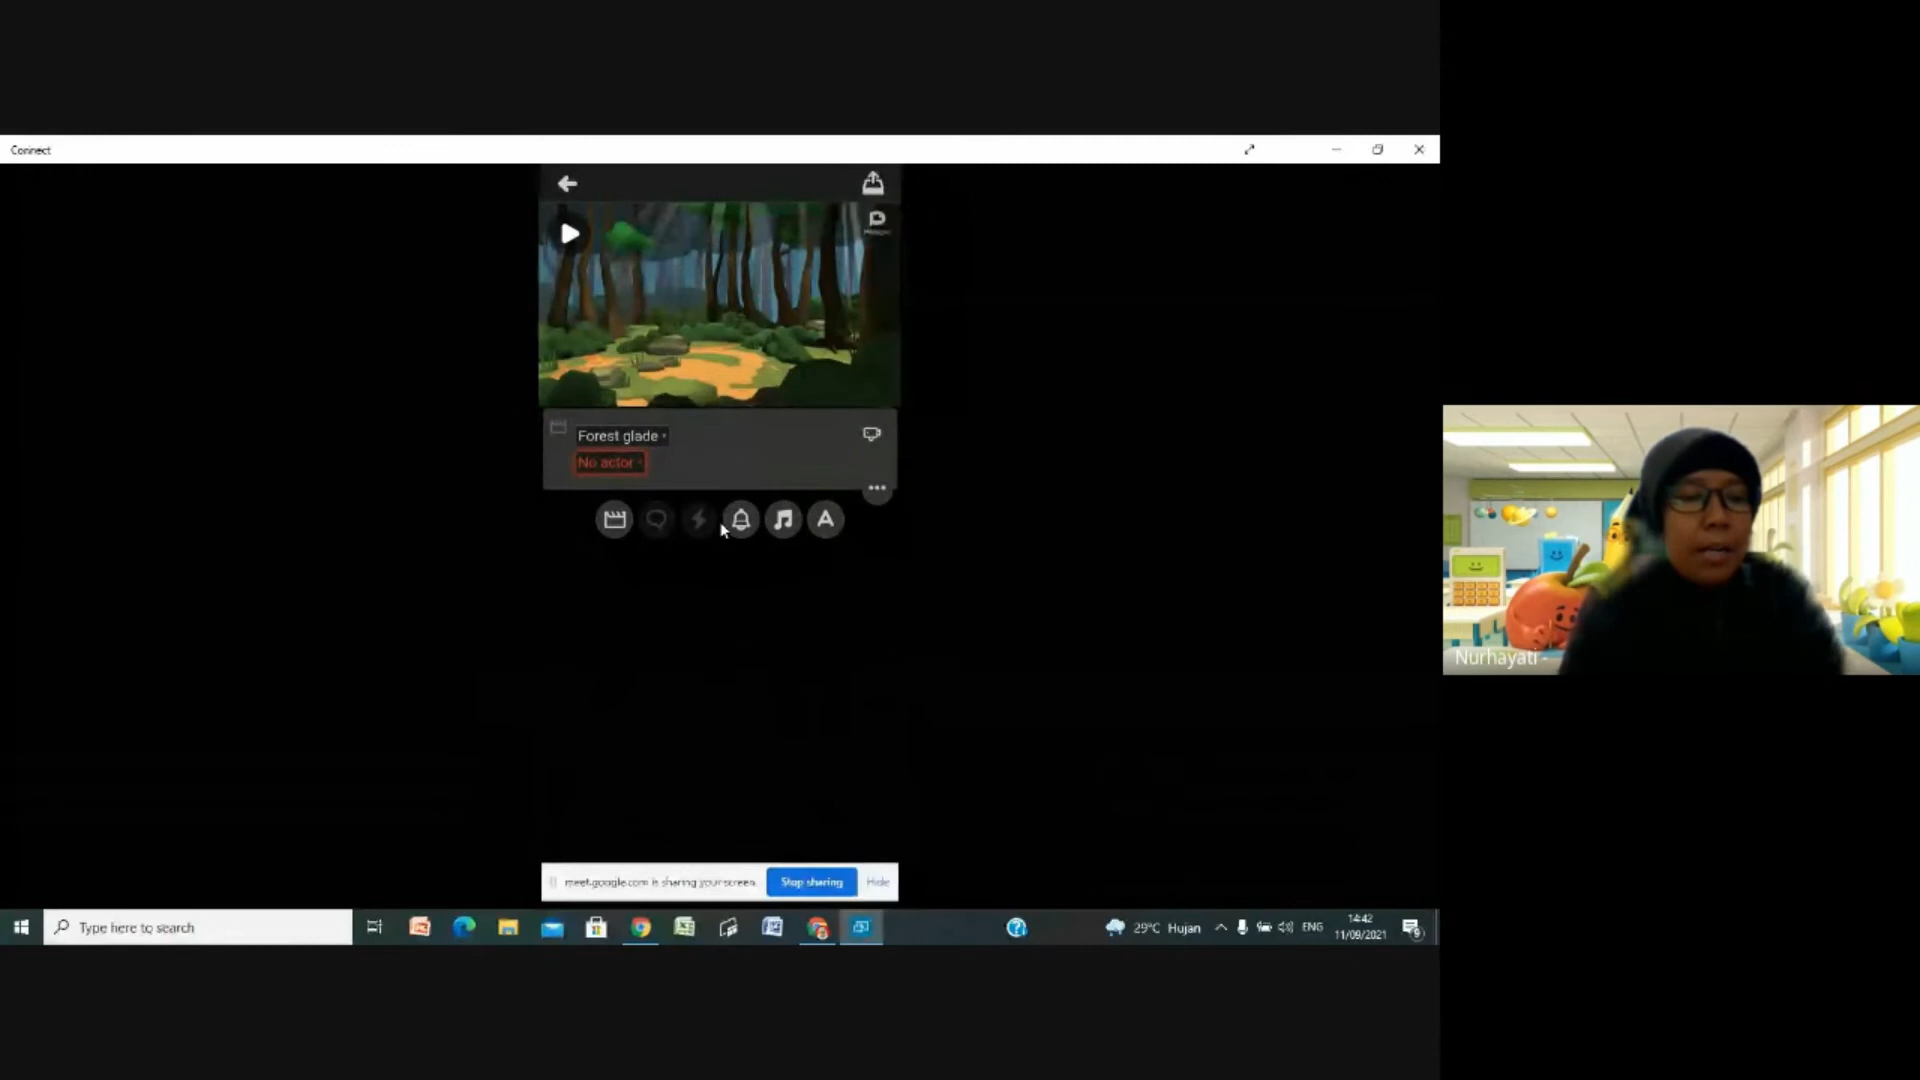 Connect
Forest glade
No actor
meet.google.com is sharing your screen.
Stop sharing
Hide
Type here to search
29°C Hujan
ENG
14:42
11/09/2021
9
Nurhayati -